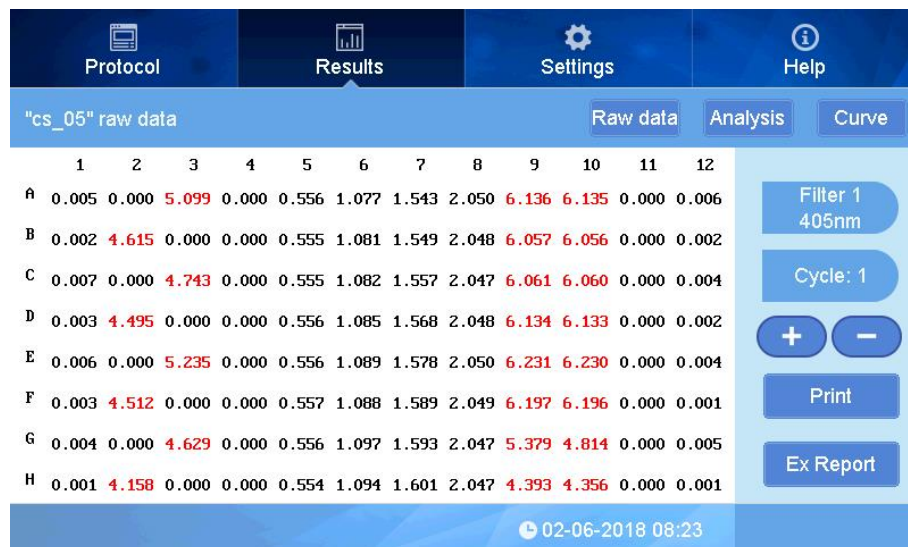 Protocol Results Settings Help
"cs_05" raw data Raw data Analysis Curve
1 2 3 4 5 6 7 8 9 10 11 12
A 0.005 0.000 5.099 0.000 0.556 1.077 1.543 2.050 6.136 6.135 0.000 0.006
B 0.002 4.615 0.000 0.000 0.555 1.081 1.549 2.048 6.057 6.056 0.000 0.002
C 0.007 0.000 4.743 0.000 0.555 1.082 1.557 2.047 6.061 6.060 0.000 0.004
D 0.003 4.495 0.000 0.000 0.556 1.085 1.568 2.048 6.134 6.133 0.000 0.002
E 0.006 0.000 5.235 0.000 0.556 1.089 1.578 2.050 6.231 6.230 0.000 0.004
F 0.003 4.512 0.000 0.000 0.557 1.088 1.589 2.049 6.197 6.196 0.000 0.001
G 0.004 0.000 4.629 0.000 0.556 1.097 1.593 2.047 5.379 4.814 0.000 0.005
H 0.001 4.158 0.000 0.000 0.554 1.094 1.601 2.047 4.393 4.356 0.000 0.001
Filter 1
405nm
Cycle: 1
+ −
Print
Ex Report
02-06-2018 08:23